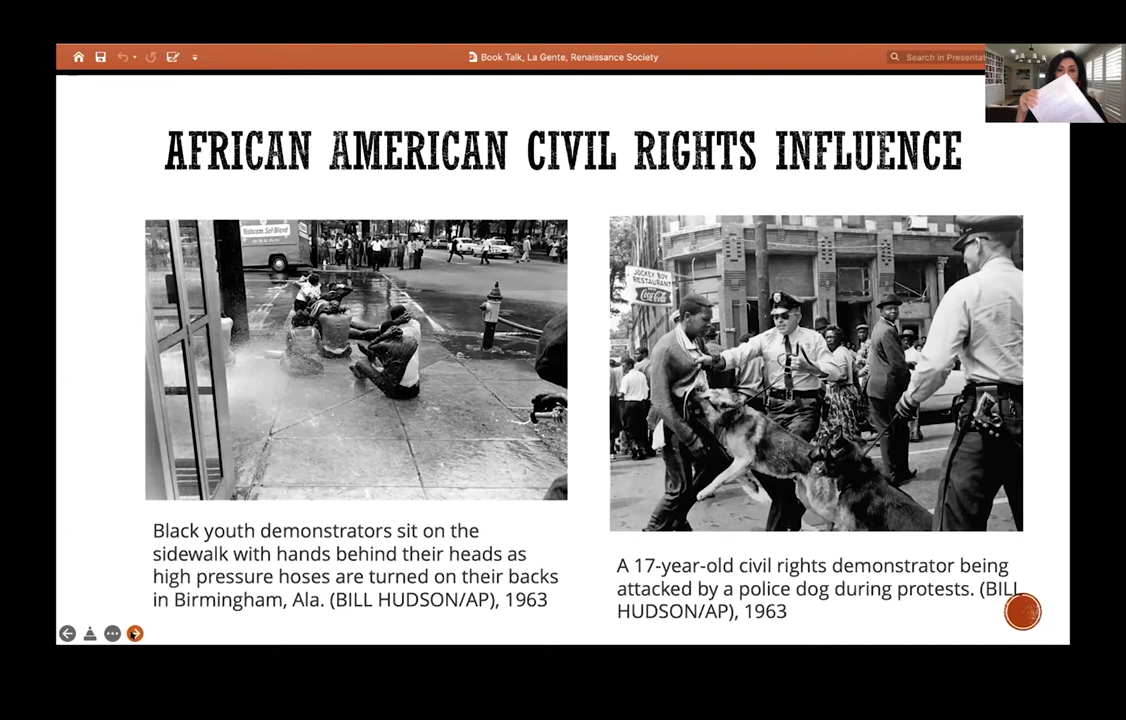 Book Talk, La Gente, Renaissance Society
Search in Presentat
AFRICAN AMERICAN CIVIL RIGHTS INFLUENCE
JOCKEY BOY
RESTAURANT
Coca-Cola
Black youth demonstrators sit on the
sidewalk with hands behind their heads as
high pressure hoses are turned on their backs
in Birmingham, Ala. (BILL HUDSON/AP), 1963
A 17-year-old civil rights demonstrator being
attacked by a police dog during protests. (BILL
HUDSON/AP), 1963